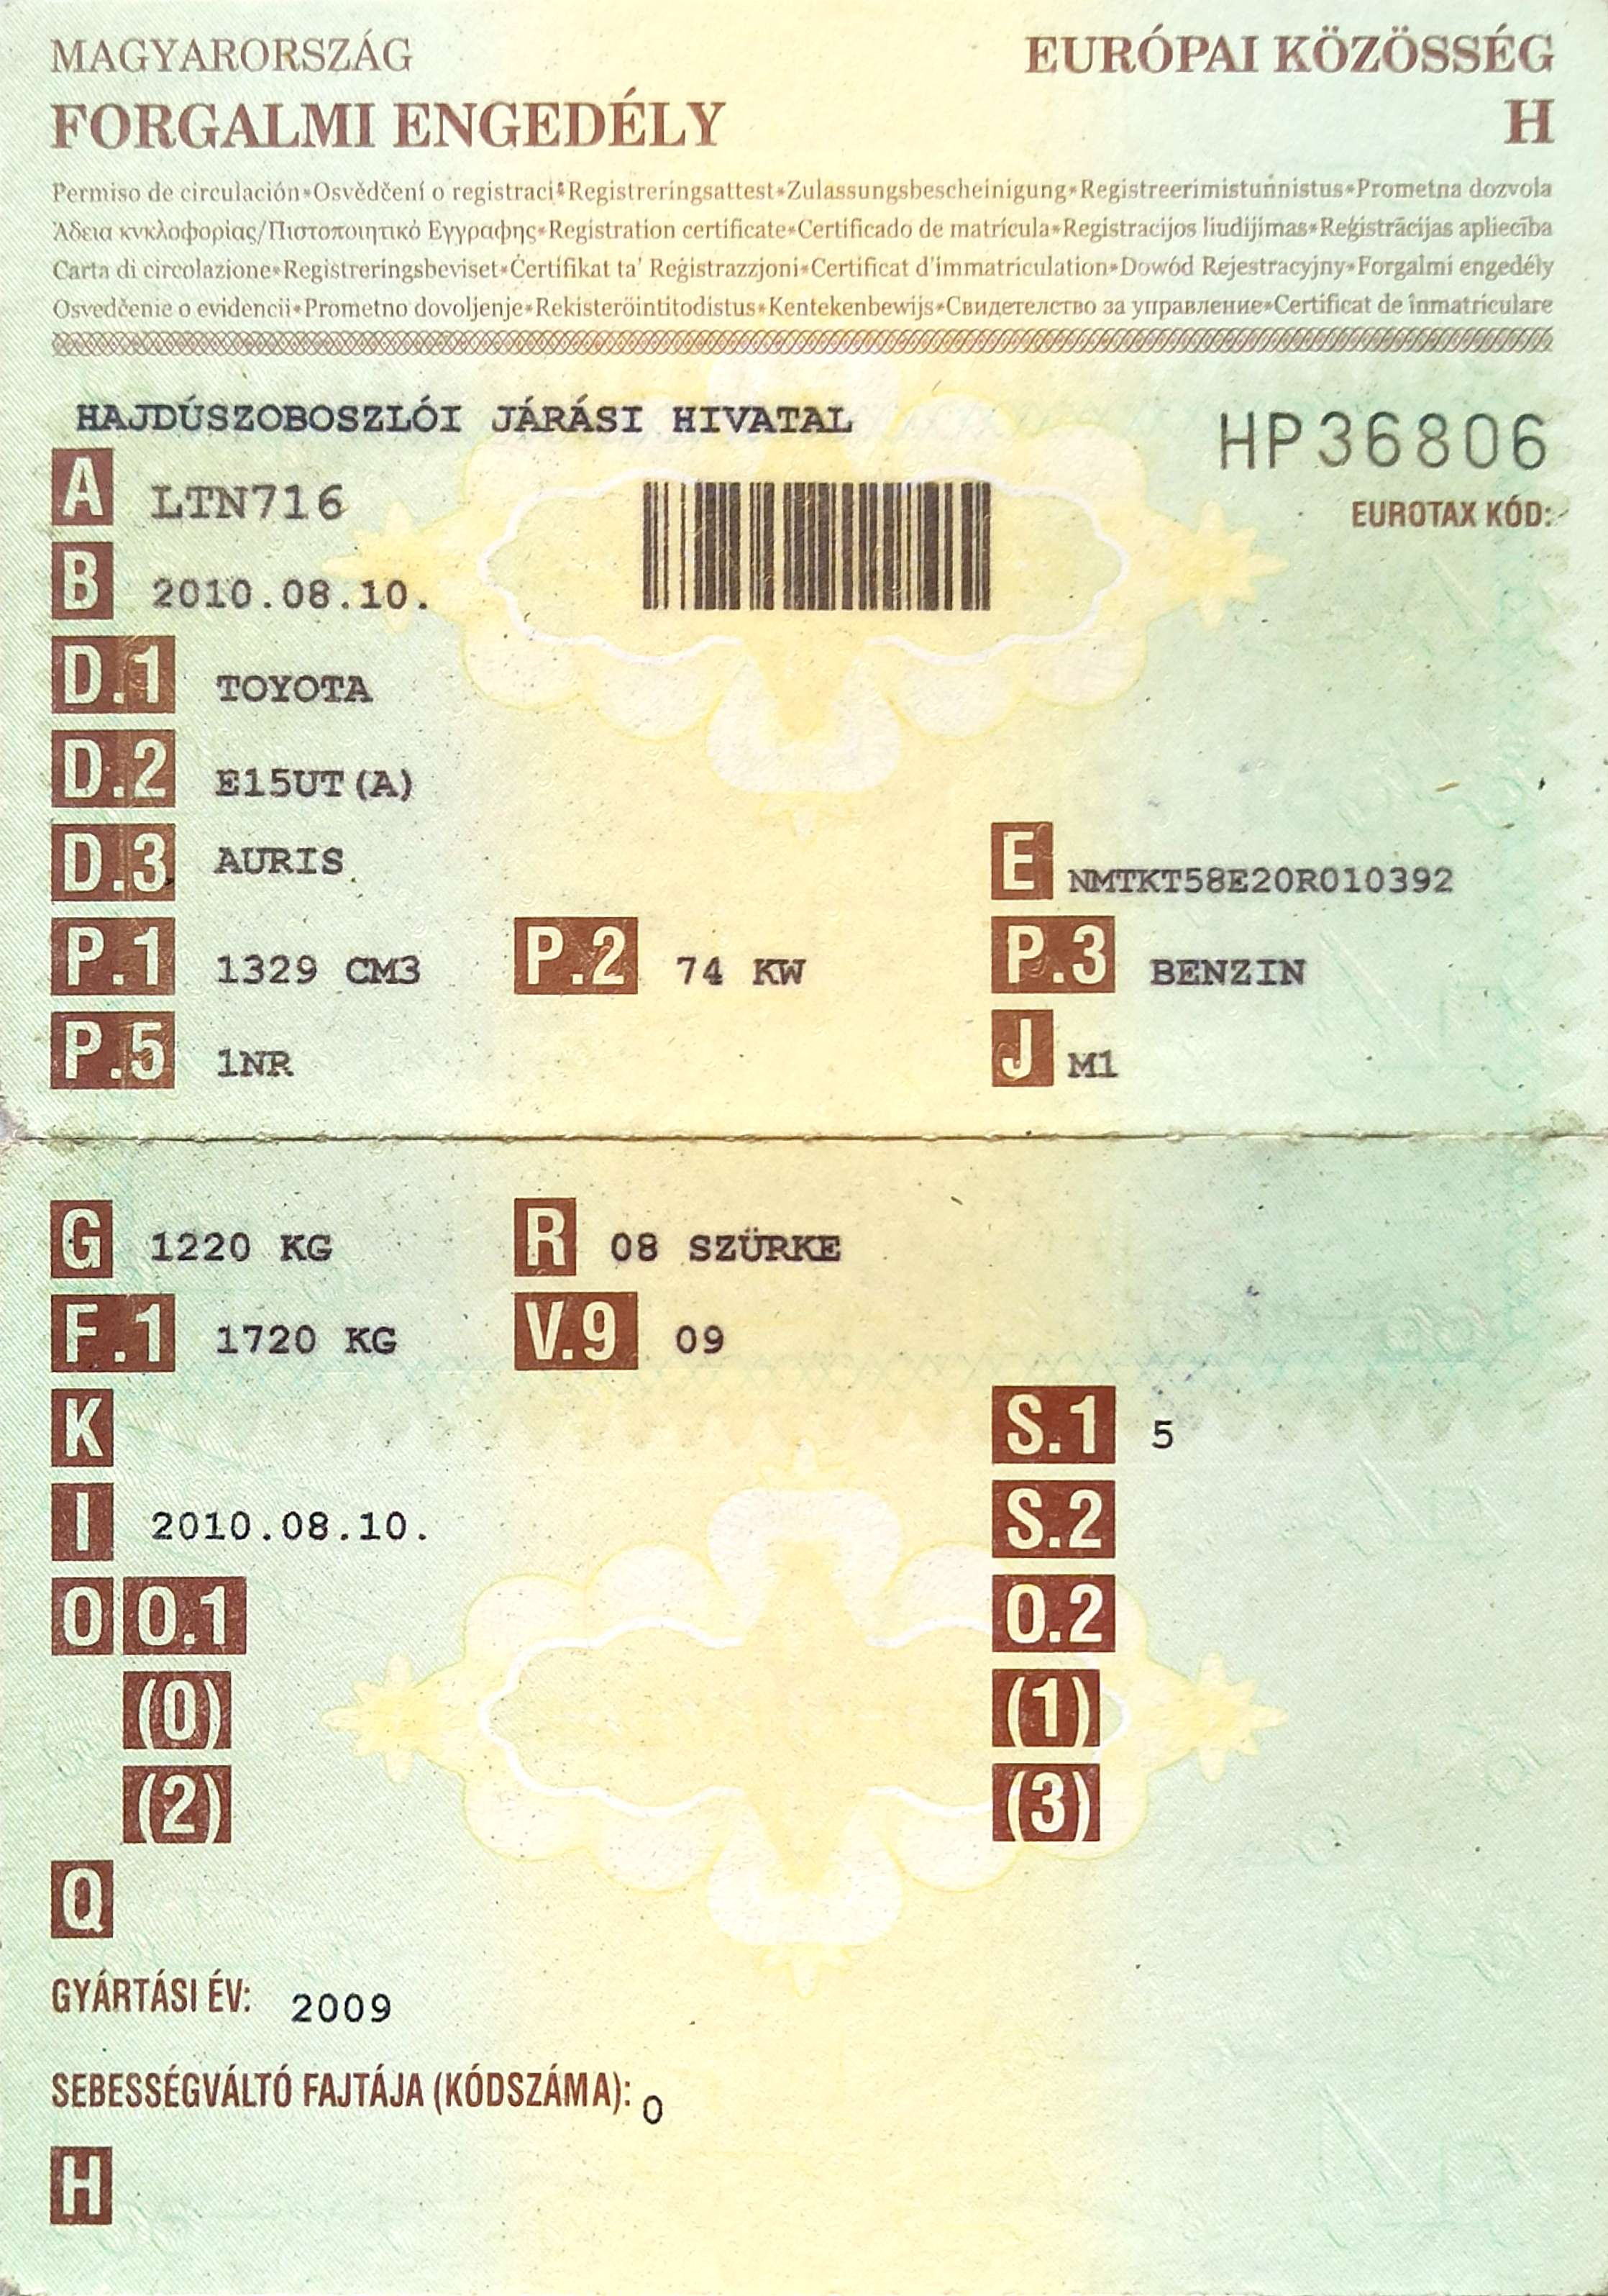 MAGYARORSZÁG EURÓPAI KÖZÖSSÉG
FORGALMI ENGEDÉLY H
Permiso de circulación*Osvědčení o registraci*Registreringsattest*Zulassungsbescheinigung*Registreerimistunnistus*Prometna dozvola
Άδεια κυκλοφορίας/Πιστοποιητικό Εγγραφης*Registration certificate*Certificado de matrícula*Registracijos liudijimas*Reģistrācijas apliecība
Carta di circolazione*Registreringsbeviset*Ċertifikat ta' Reġistrazzjoni*Certificat d'immatriculation*Dowód Rejestracyjny*Forgalmi engedély
Osvedčenie o evidencii*Prometno dovoljenje*Rekisteröintitodistus*Kentekenbewijs*Свидетелство за управление*Certificat de înmatriculare
HAJDÚSZOBOSZLÓI JÁRÁSI HIVATAL HP36806
A LTN716 EUROTAX KÓD:
B 2010.08.10.
D.1 TOYOTA
D.2 E15UT(A)
D.3 AURIS E NMTKT58E20R010392
P.1 1329 CM3 P.2 74 KW P.3 BENZIN
P.5 1NR J M1
G 1220 KG R 08 SZÜRKE
F.1 1720 KG V.9 09
K S.1 5
I 2010.08.10. S.2
O O.1 O.2
(0) (1)
(2) (3)
Q
GYÁRTÁSI ÉV: 2009
SEBESSÉGVÁLTÓ FAJTÁJA (KÓDSZÁMA): 0
H